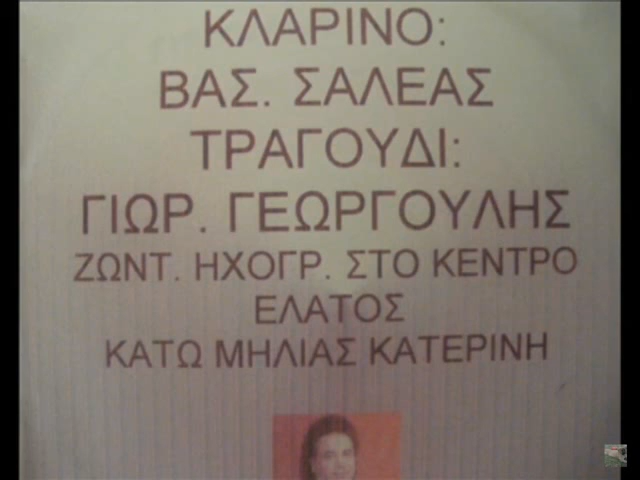 ΚΛΑΡΙΝΟ:
ΒΑΣ. ΣΑΛΕΑΣ
ΤΡΑΓΟΥΔΙ:
ΓΙΩΡ. ΓΕΩΡΓΟΥΛΗΣ
ΖΩΝΤ. ΗΧΟΓΡ. ΣΤΟ ΚΕΝΤΡΟ
ΕΛΑΤΟΣ
ΚΑΤΩ ΜΗΛΙΑΣ ΚΑΤΕΡΙΝΗ